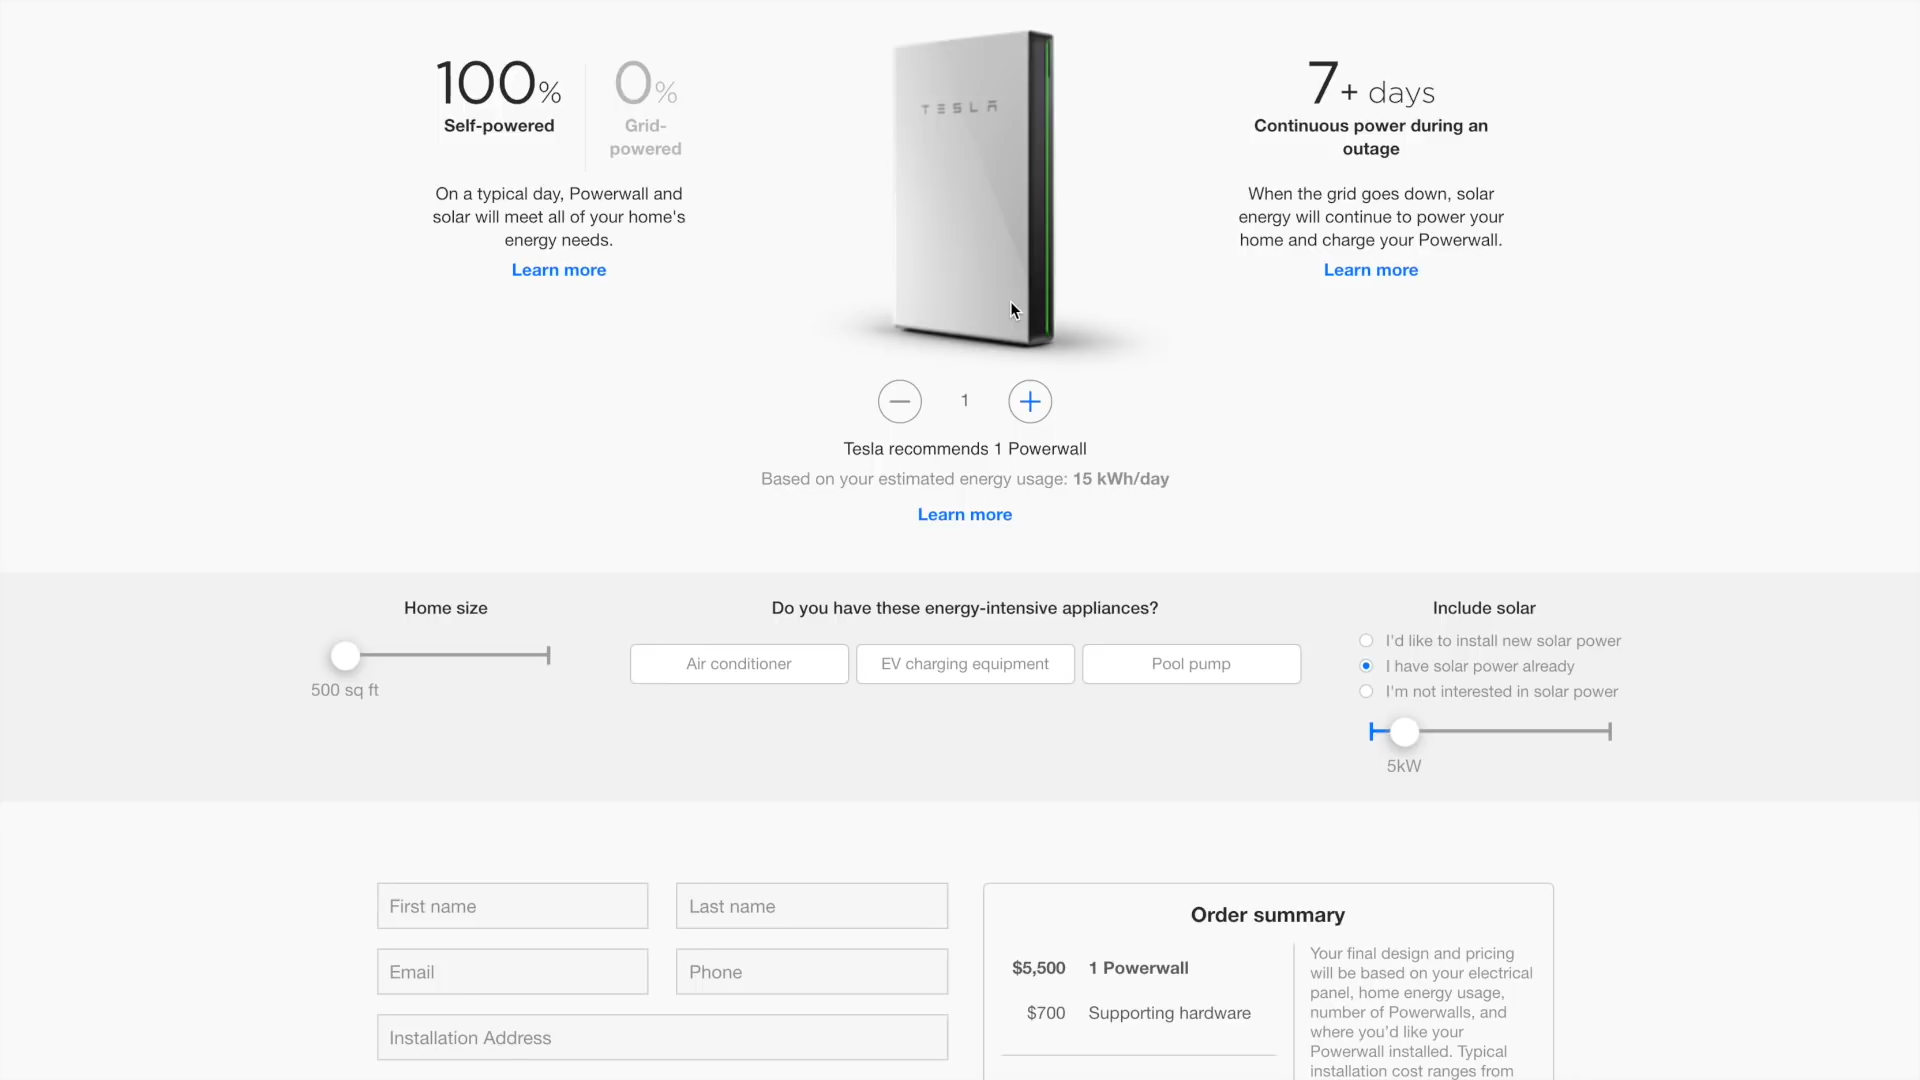 100%
Self-powered
0%
Grid-
powered
On a typical day, Powerwall and
solar will meet all of your home's
energy needs.
Learn more
TESLA
1
Tesla recommends 1 Powerwall
Based on your estimated energy usage: 15 kWh/day
Learn more
7+ days
Continuous power during an
outage
When the grid goes down, solar
energy will continue to power your
home and charge your Powerwall.
Learn more
Home size
500 sq ft
Do you have these energy-intensive appliances?
Air conditioner
EV charging equipment
Pool pump
Include solar
I'd like to install new solar power
I have solar power already
I'm not interested in solar power
5kW
First name
Last name
Email
Phone
Installation Address
Order summary
$5,500 1 Powerwall
$700 Supporting hardware
Your final design and pricing
will be based on your electrical
panel, home energy usage,
number of Powerwalls, and
where you'd like your
Powerwall installed. Typical
installation cost ranges from